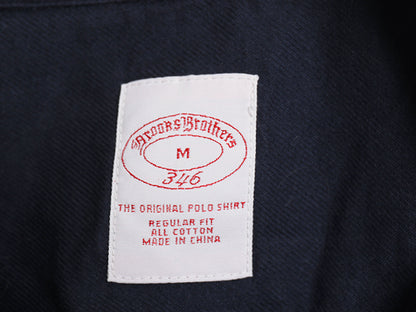 Brooks Brothers
M
346
THE ORIGINAL POLO SHIRT
REGULAR FIT
ALL COTTON
MADE IN CHINA